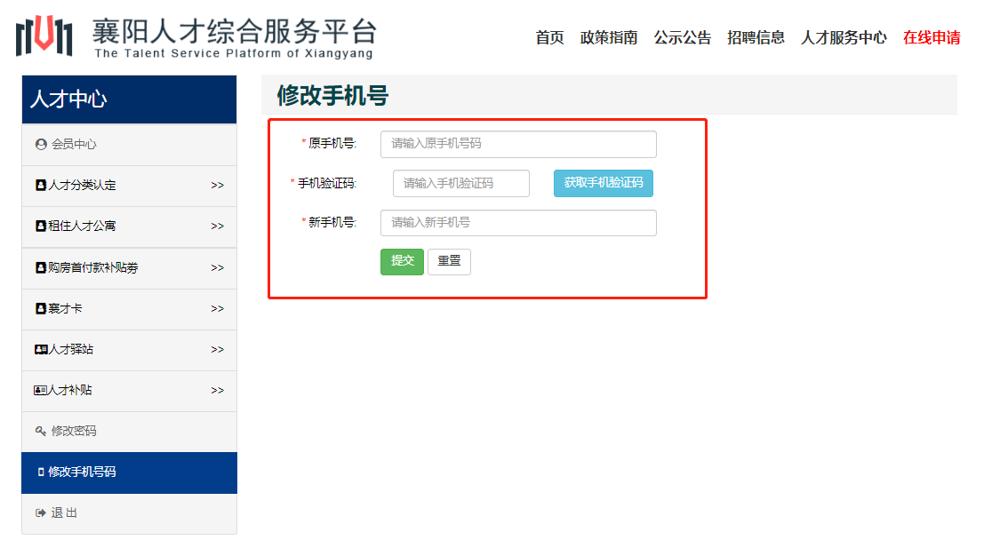 襄阳人才综合服务平台
The Talent Service Platform of Xiangyang
首页 政策指南 公示公告 招聘信息 人才服务中心 在线申请
人才中心
会员中心
人才分类认定 >>
租住人才公寓 >>
购房首付款补贴券 >>
襄才卡 >>
人才驿站 >>
人才补贴 >>
修改密码
修改手机号码
退 出
修改手机号
* 原手机号: 请输入原手机号码
* 手机验证码: 请输入手机验证码 获取手机验证码
* 新手机号: 请输入新手机号
提交 重置